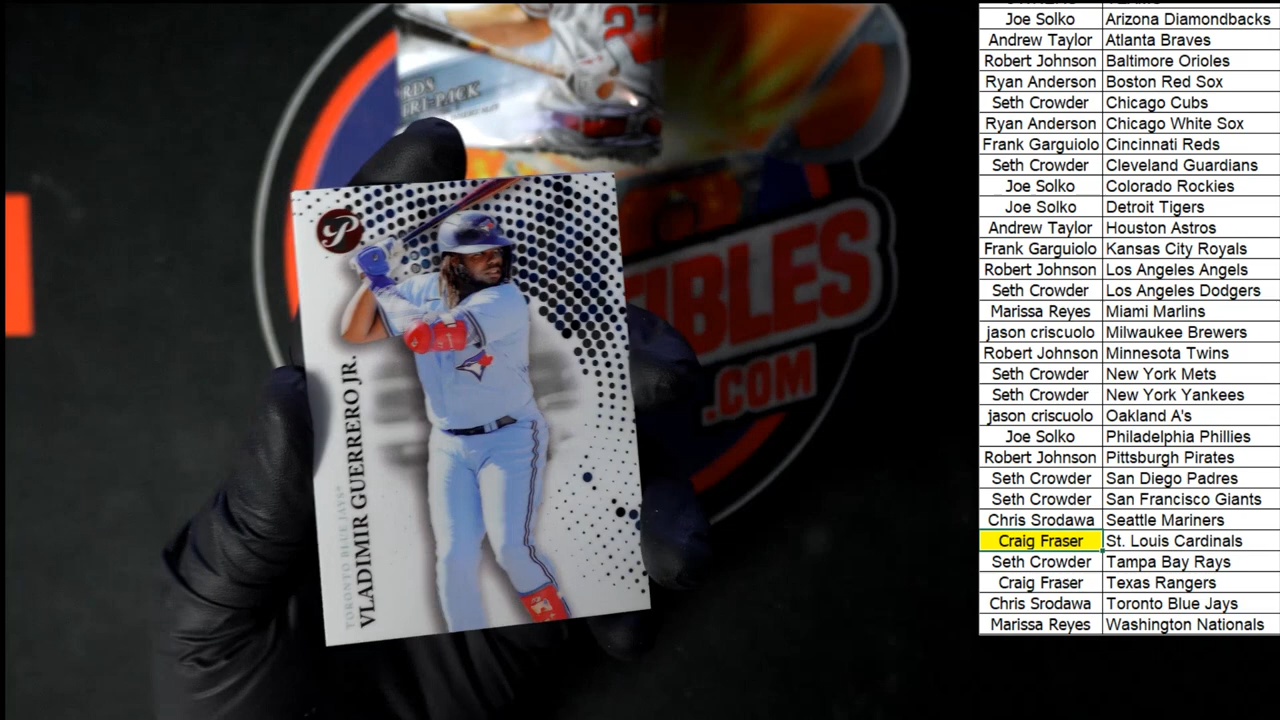 RD'S
TRI-PACK
27
P
TORONTO BLUE JAYS®
VLADIMIR GUERRERO JR.
IBLES
.COM
Joe Solko Arizona Diamondbacks
Andrew Taylor Atlanta Braves
Robert Johnson Baltimore Orioles
Ryan Anderson Boston Red Sox
Seth Crowder Chicago Cubs
Ryan Anderson Chicago White Sox
Frank Garguiolo Cincinnati Reds
Seth Crowder Cleveland Guardians
Joe Solko Colorado Rockies
Joe Solko Detroit Tigers
Andrew Taylor Houston Astros
Frank Garguiolo Kansas City Royals
Robert Johnson Los Angeles Angels
Seth Crowder Los Angeles Dodgers
Marissa Reyes Miami Marlins
jason criscuolo Milwaukee Brewers
Robert Johnson Minnesota Twins
Seth Crowder New York Mets
Seth Crowder New York Yankees
jason criscuolo Oakland A's
Joe Solko Philadelphia Phillies
Robert Johnson Pittsburgh Pirates
Seth Crowder San Diego Padres
Seth Crowder San Francisco Giants
Chris Srodawa Seattle Mariners
Craig Fraser St. Louis Cardinals
Seth Crowder Tampa Bay Rays
Craig Fraser Texas Rangers
Chris Srodawa Toronto Blue Jays
Marissa Reyes Washington Nationals